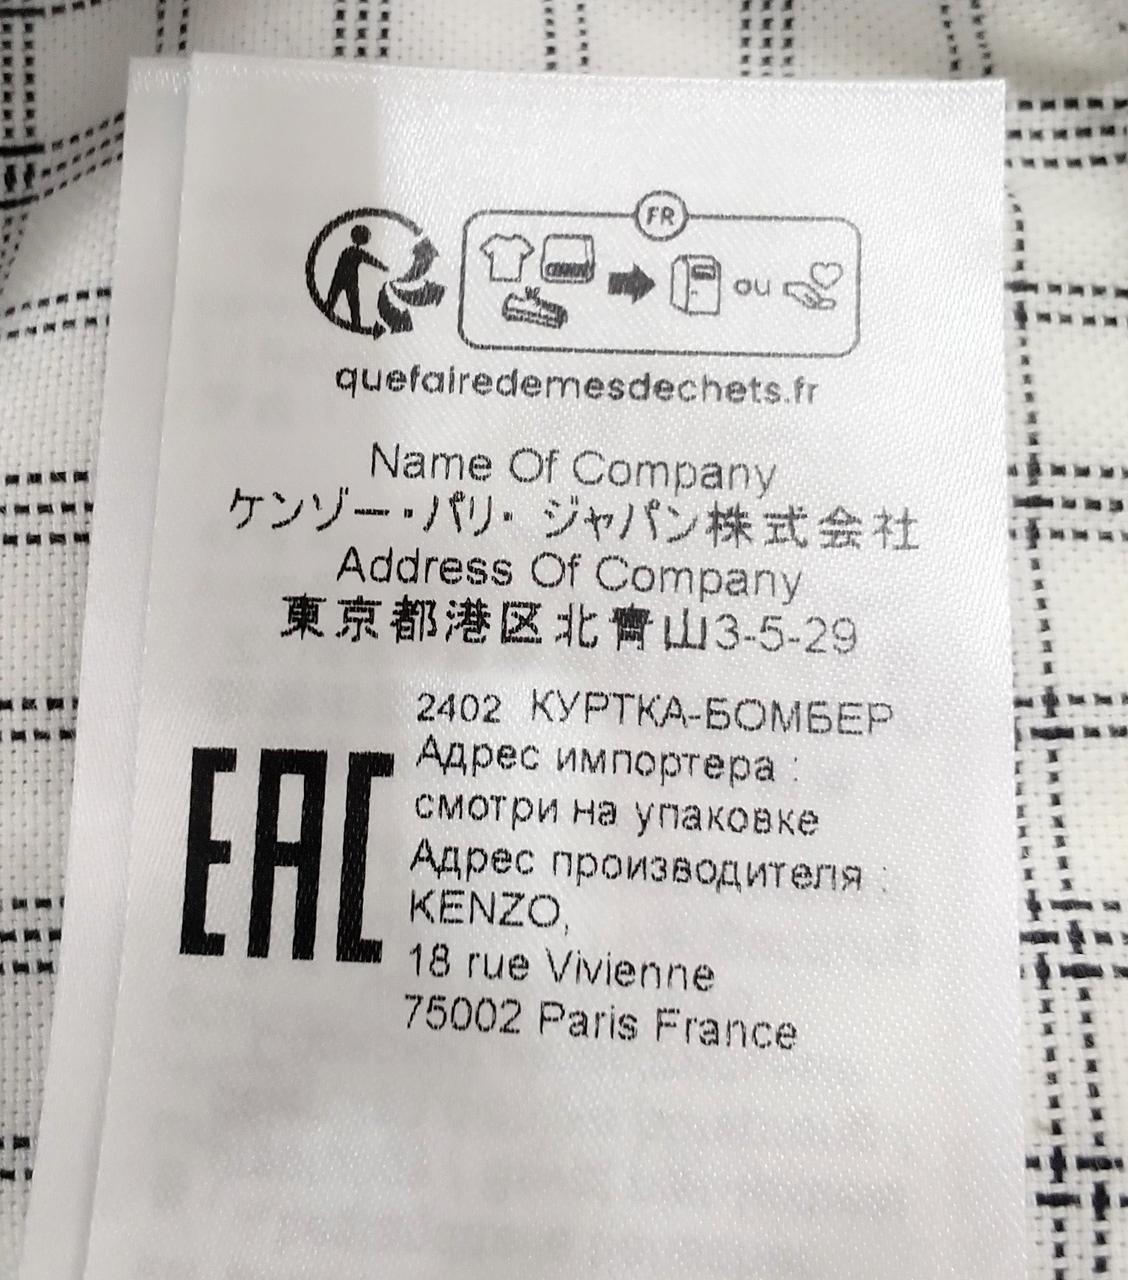 FR
ou
quefairedemesdechets.fr
Name Of Company
ケンゾー・パリ・ ジャパン株式会社
Address Of Company
東京都港区北青山3-5-29
2402 КУРТКА-БОМБЕР
Адрес импортера :
смотри на упаковке
Адрес производителя :
KENZO,
18 rue Vivienne
75002 Paris France
EAC